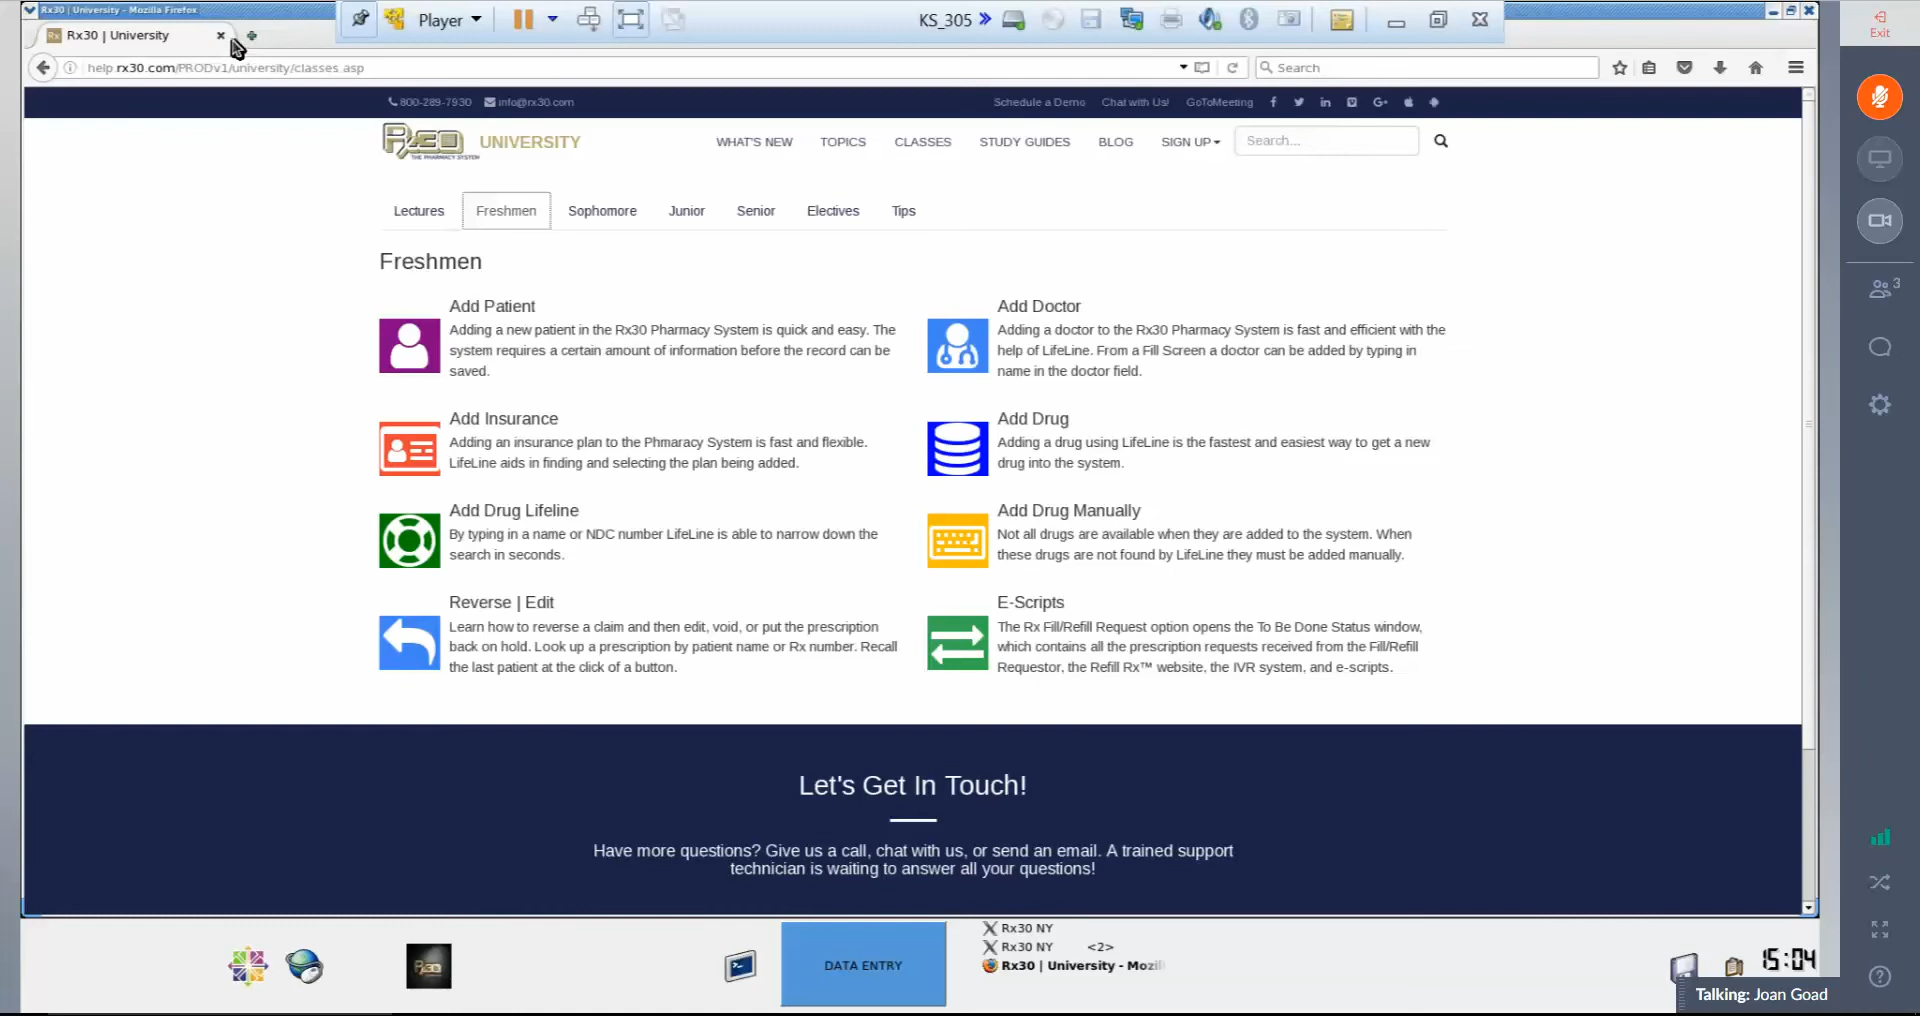 Rx30 | University - Mozilla Firefox
Player
KS_305
Exit
Rx30 | University
help.rx30.com/PRODv1/university/classes.asp
Search
800-289-7930 info@rx30.com
Schedule a Demo Chat with Us! GoToMeeting
Rx30 UNIVERSITY
THE PHARMACY SYSTEM
WHAT'S NEW TOPICS CLASSES STUDY GUIDES BLOG SIGN UP Search...
Lectures Freshmen Sophomore Junior Senior Electives Tips
Freshmen
Add Patient
Adding a new patient in the Rx30 Pharmacy System is quick and easy. The
system requires a certain amount of information before the record can be
saved.
Add Doctor
Adding a doctor to the Rx30 Pharmacy System is fast and efficient with the
help of LifeLine. From a Fill Screen a doctor can be added by typing in
name in the doctor field.
Add Insurance
Adding an insurance plan to the Phmaracy System is fast and flexible.
LifeLine aids in finding and selecting the plan being added.
Add Drug
Adding a drug using LifeLine is the fastest and easiest way to get a new
drug into the system.
Add Drug Lifeline
By typing in a name or NDC number LifeLine is able to narrow down the
search in seconds.
Add Drug Manually
Not all drugs are available when they are added to the system. When
these drugs are not found by LifeLine they must be added manually.
Reverse | Edit
Learn how to reverse a claim and then edit, void, or put the prescription
back on hold. Look up a prescription by patient name or Rx number. Recall
the last patient at the click of a button.
E-Scripts
The Rx Fill/Refill Request option opens the To Be Done Status window,
which contains all the prescription requests received from the Fill/Refill
Requestor, the Refill Rx™ website, the IVR system, and e-scripts.
3
Let's Get In Touch!
Have more questions? Give us a call, chat with us, or send an email. A trained support
technician is waiting to answer all your questions!
Rx30
DATA ENTRY
Rx30 NY
Rx30 NY <2>
Rx30 | University - Mozil
15:04
Talking: Joan Goad